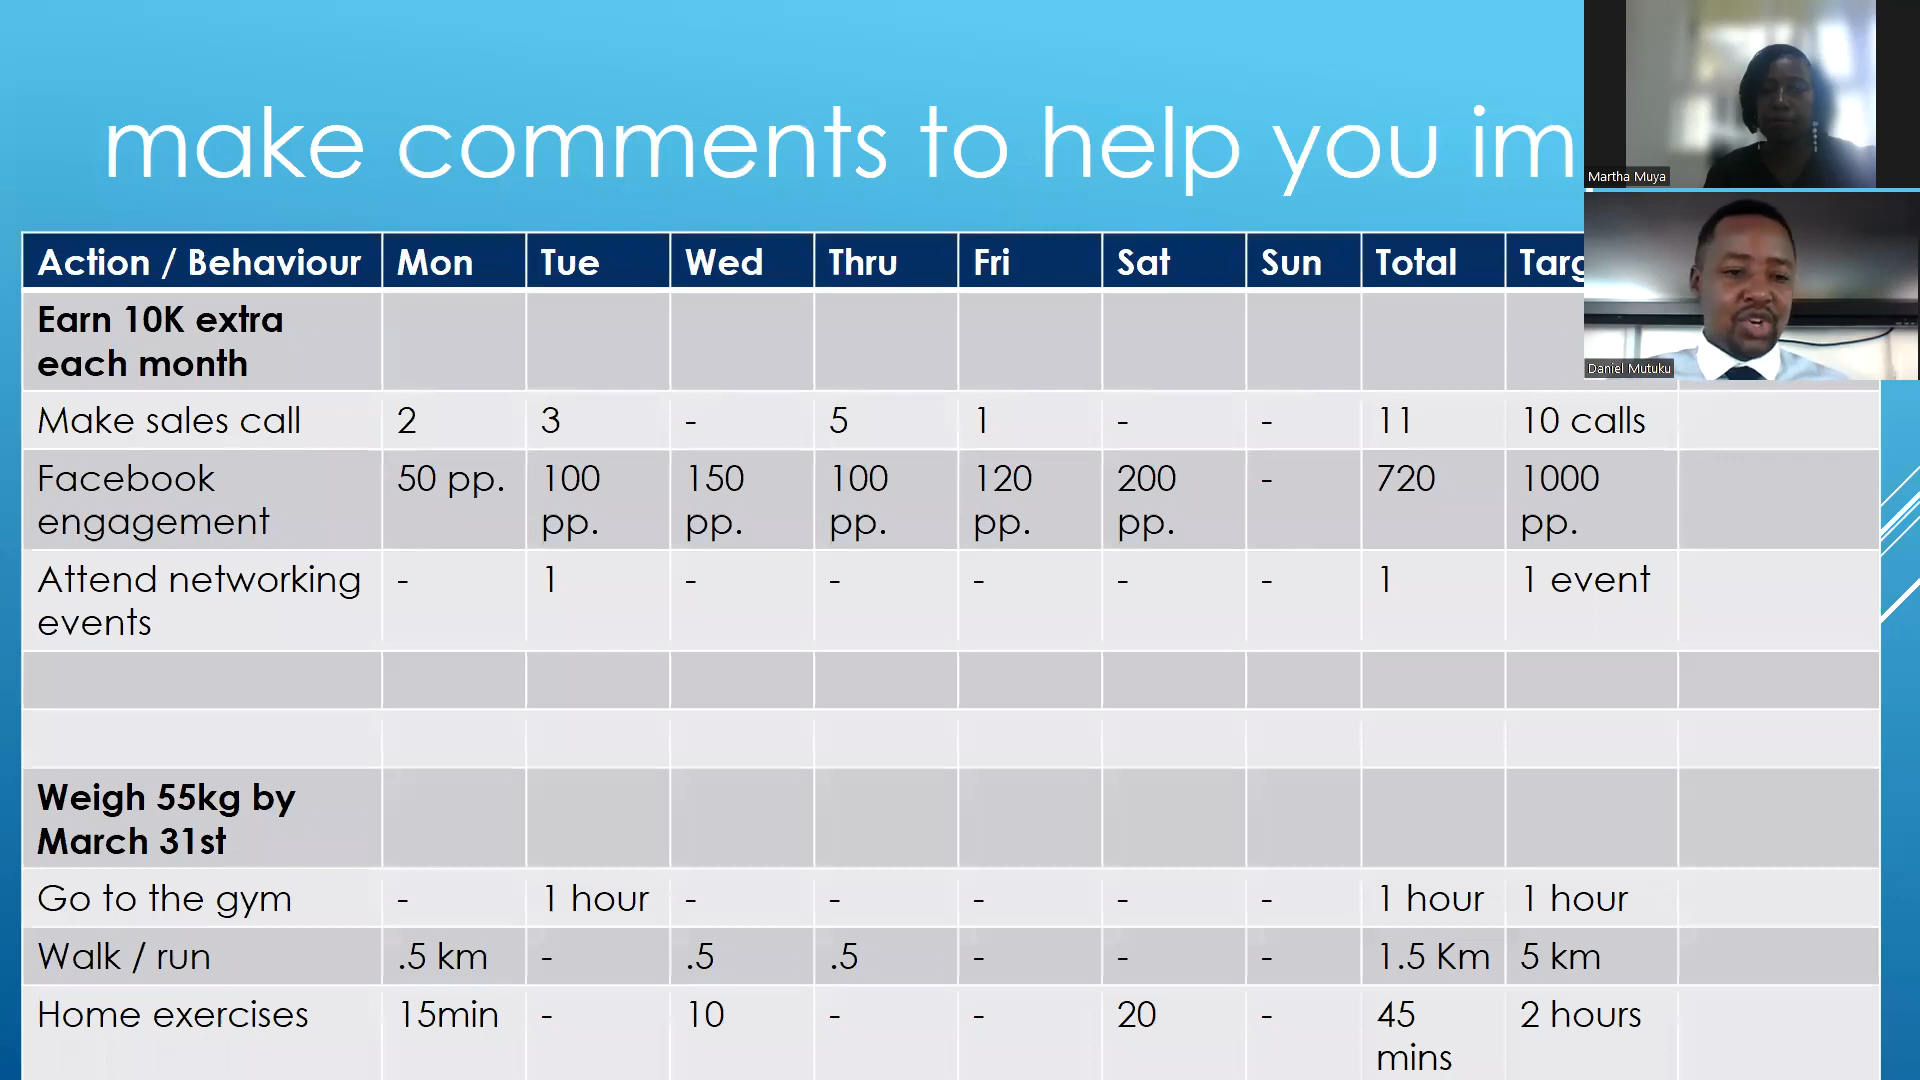 make comments to help you im
Martha Muya
Daniel Mutuku
Action / Behaviour Mon Tue Wed Thru Fri Sat Sun Total Targ
Earn 10K extra
each month
Make sales call 2 3 - 5 1 - - 11 10 calls
Facebook 50 pp. 100 150 100 120 200 - 720 1000
engagement pp. pp. pp. pp. pp. pp.
Attend networking - 1 - - - - - 1 1 event
events
Weigh 55kg by
March 31st
Go to the gym - 1 hour - - - - - 1 hour 1 hour
Walk / run .5 km - .5 .5 - - - 1.5 Km 5 km
Home exercises 15min - 10 - - 20 - 45 2 hours
mins